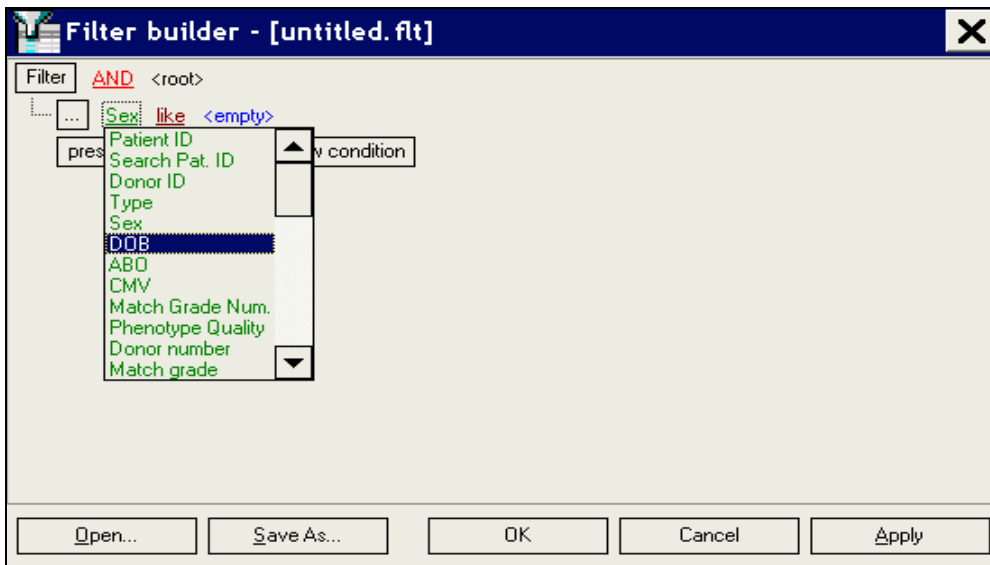 Filter builder - [untitled.flt]
Filter AND <root>
... Sex like <empty>
Patient ID
pres
condition
Search Pat. ID
Donor ID
Type
Sex
DOB
ABO
CMV
Match Grade Num.
Phenotype Quality
Donor number
Match grade
Open... Save As... OK Cancel Apply